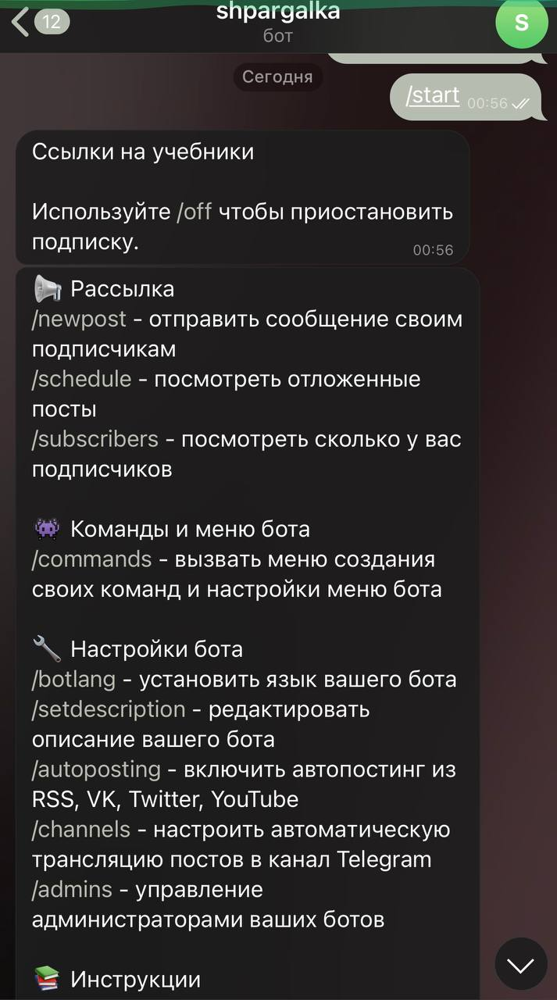 12
shpargalka
бот
S
Сегодня
/start 00:56
Ссылки на учебники
Используйте /off чтобы приостановить
подписку.
00:56
Рассылка
/newpost - отправить сообщение своим
подписчикам
/schedule - посмотреть отложенные
посты
/subscribers - посмотреть сколько у вас
подписчиков
Команды и меню бота
/commands - вызвать меню создания
своих команд и настройки меню бота
Настройки бота
/botlang - установить язык вашего бота
/setdescription - редактировать
описание вашего бота
/autoposting - включить автопостинг из
RSS, VK, Twitter, YouTube
/channels - настроить автоматическую
трансляцию постов в канал Telegram
/admins - управление
администраторами ваших ботов
Инструкции